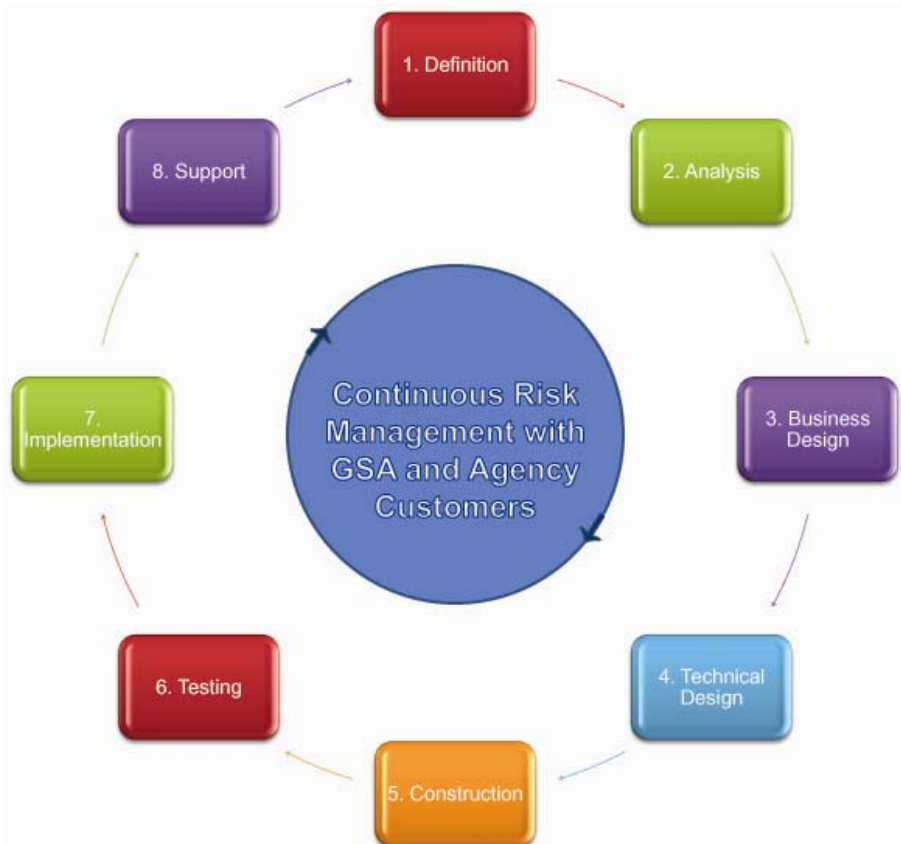 1. Definition
2. Analysis
3. Business
Design
4. Technical
Design
5. Construction
6. Testing
7.
Implementation
8. Support
Continuous Risk
Management with
GSA and Agency
Customers